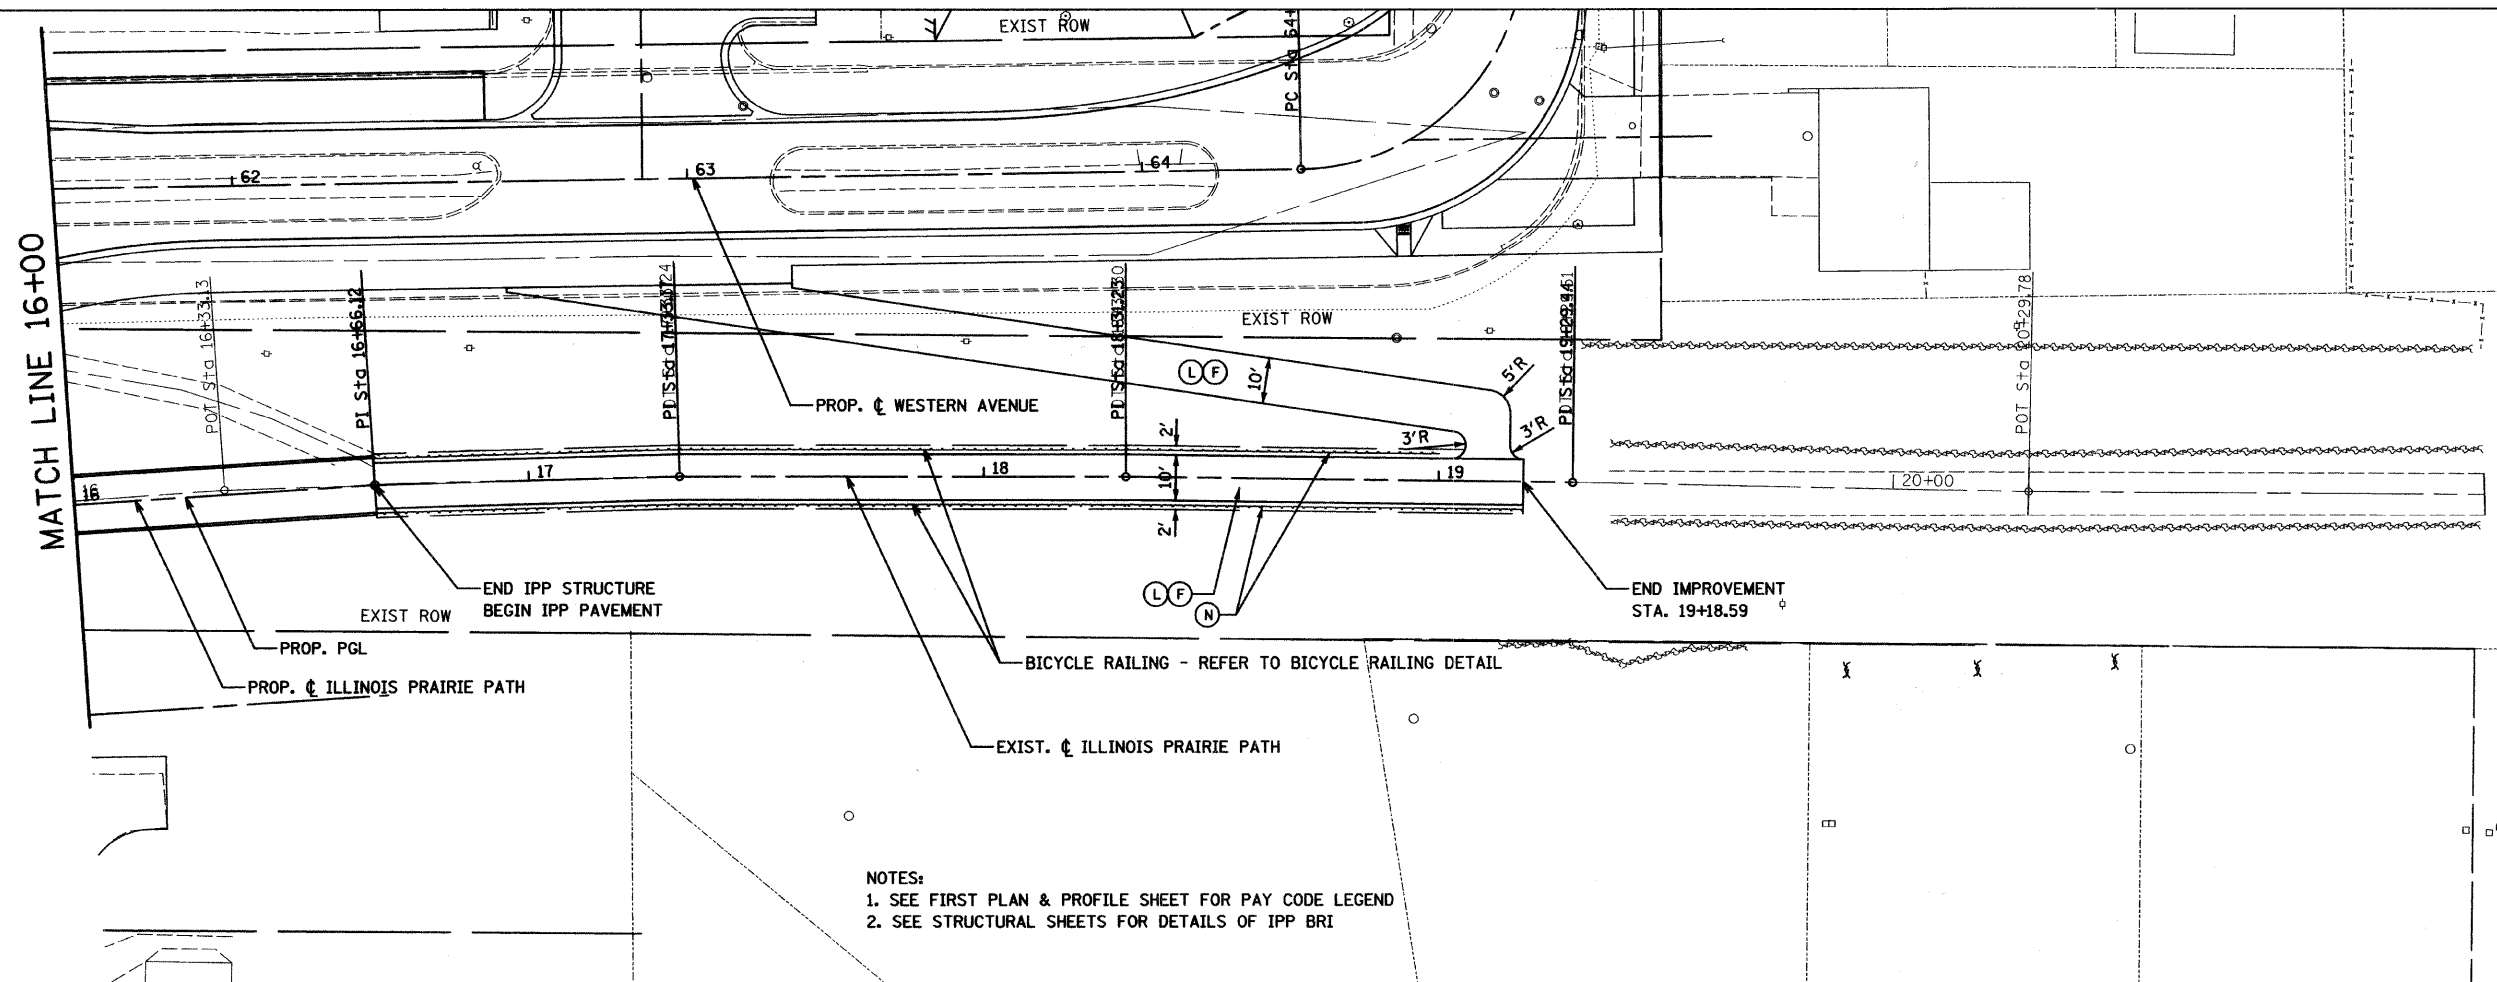 EXIST ROW
PC Sta 64+
62
63
64
MATCH LINE 16+00
POT Sta 16+33.13
PI Sta 16+66.12
EXIST ROW
POT Sta 20+29.78
L F
10'
5'R
3'R
3'R
PROP. ℄ WESTERN AVENUE
2'
10'
2'
16
17
18
19
20+00
END IPP STRUCTURE
BEGIN IPP PAVEMENT
EXIST ROW
L F
N
END IMPROVEMENT
STA. 19+18.59
PROP. PGL
BICYCLE RAILING - REFER TO BICYCLE RAILING DETAIL
PROP. ℄ ILLINOIS PRAIRIE PATH
EXIST. ℄ ILLINOIS PRAIRIE PATH
NOTES:
1. SEE FIRST PLAN & PROFILE SHEET FOR PAY CODE LEGEND
2. SEE STRUCTURAL SHEETS FOR DETAILS OF IPP BRI